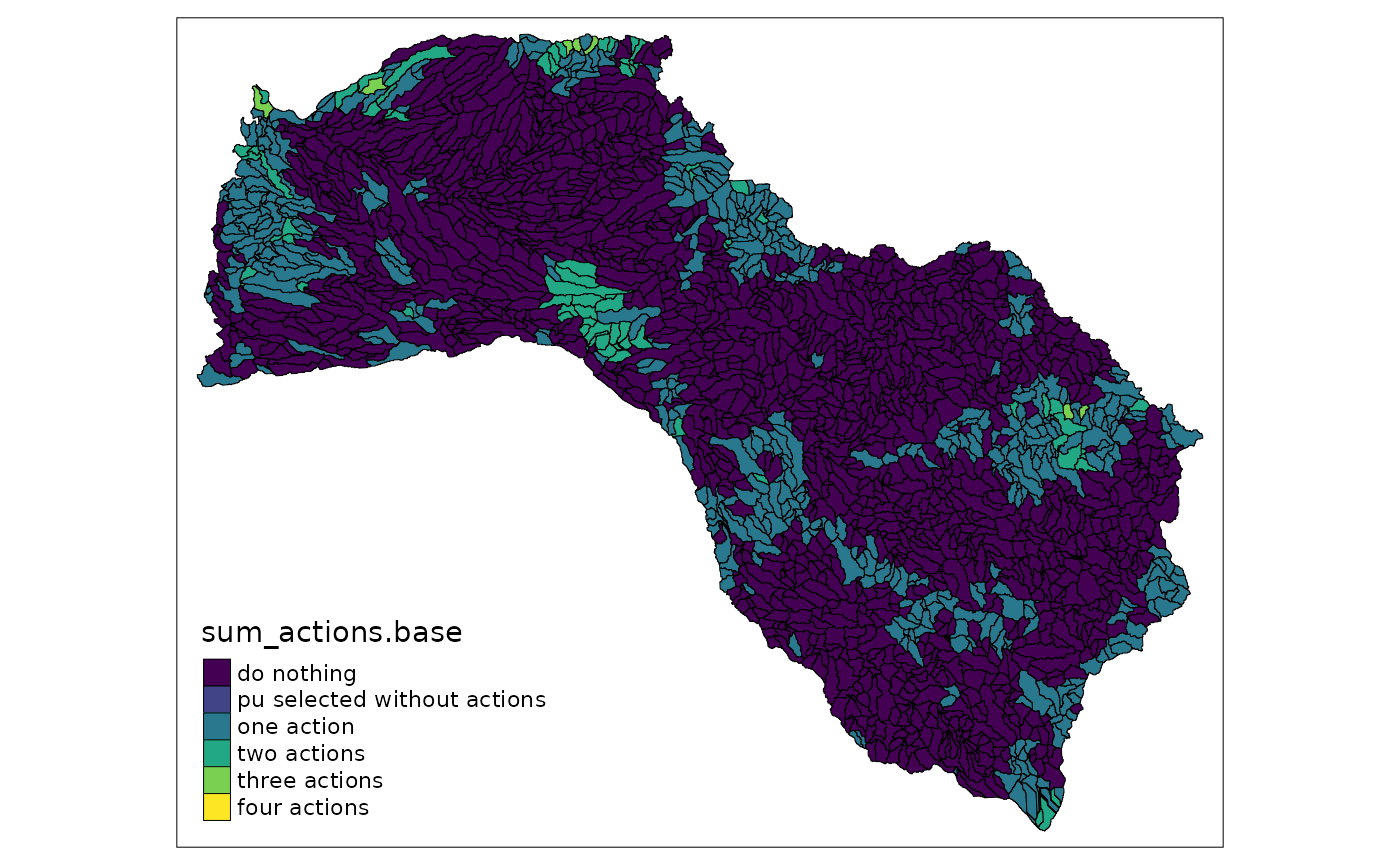 sum_actions.base
do nothing
pu selected without actions
one action
two actions
three actions
four actions